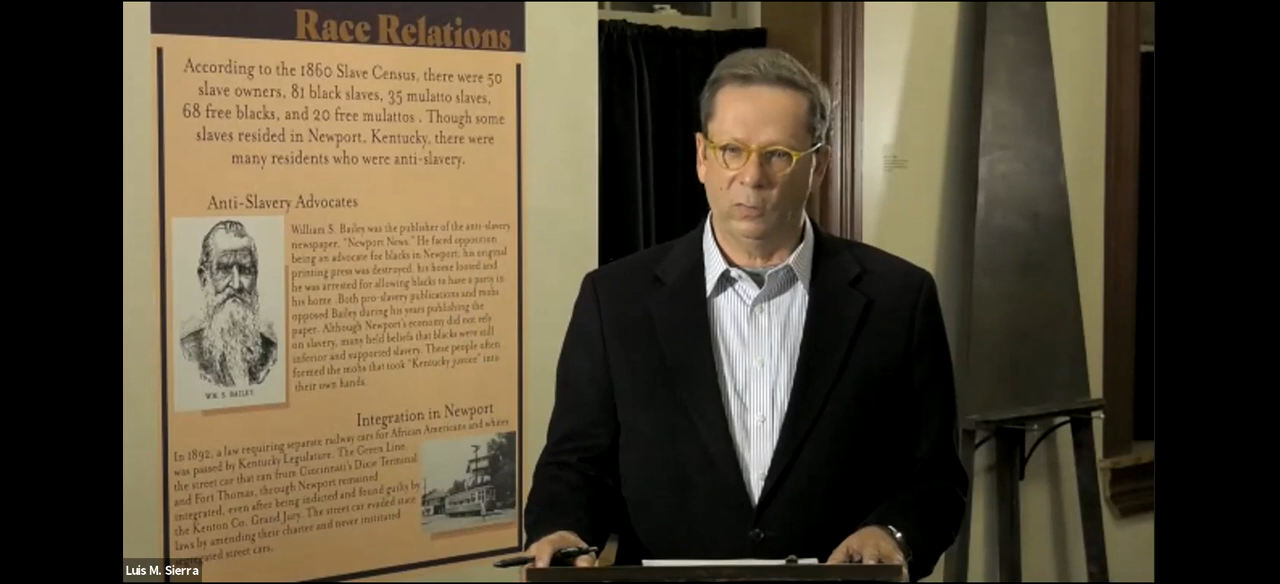 Race Relations
According to the 1860 Slave Census, there were 50
slave owners, 81 black slaves, 35 mulatto slaves,
68 free blacks, and 20 free mulattos . Though some
slaves resided in Newport, Kentucky, there were
many residents who were anti-slavery.
Anti-Slavery Advocates
William S. Bailey was the publisher of the anti-slavery
newspaper, "Newport News." He faced opposition
being an advocate for blacks in Newport; his original
printing press was destroyed, his home looted and
he was arrested for allowing blacks to have a party in
his home .Both pro-slavery publications and mobs
opposed Bailey during his years publishing the
paper. Although Newport's economy did not rely
on slavery, many held beliefs that blacks were still
inferior and supported slavery. These people often
formed the mobs that took "Kentucky justice" into
their own hands.
WM. S. BAILEY.
Integration in Newport
In 1892, a law requiring separate railway cars for African Americans and whites
was passed by Kentucky Legislature. The Green Line,
the street car that ran from Cincinnati's Dixie Terminal
and Fort Thomas, through Newport remained
integrated, even after being indicted and found guilty by
the Kenton Co. Grand Jury. The street car evaded state
laws by amending their charter and never instituted
street cars.
Luis M. Sierra